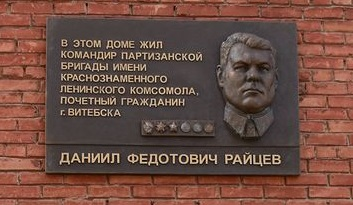 В ЭТОМ ДОМЕ ЖИЛ
КОМАНДИР ПАРТИЗАНСКОЙ
БРИГАДЫ ИМЕНИ
КРАСНОЗНАМЕННОГО
ЛЕНИНСКОГО КОМСОМОЛА,
ПОЧЕТНЫЙ ГРАЖДАНИН
г. ВИТЕБСКА
ДАНИИЛ ФЕДОТОВИЧ РАЙЦЕВ